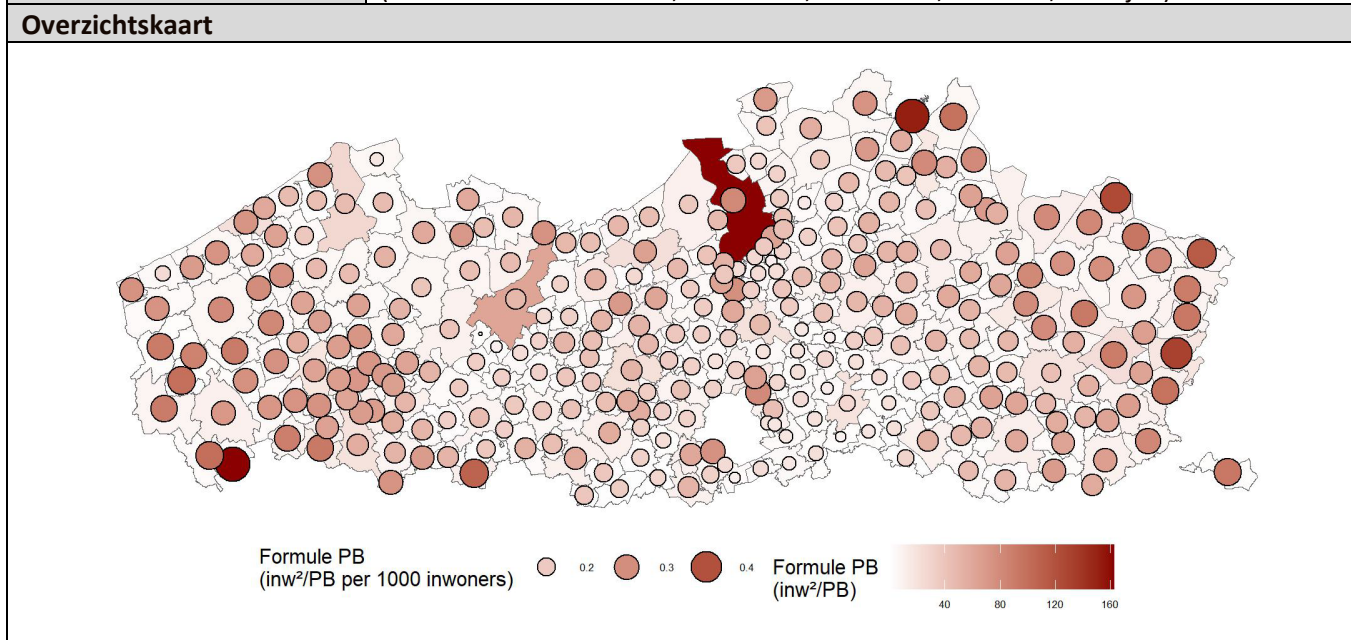 Overzichtskaart
Formule PB
(inw²/PB per 1000 inwoners)
0.2
0.3
0.4
Formule PB
(inw²/PB)
40
80
120
160